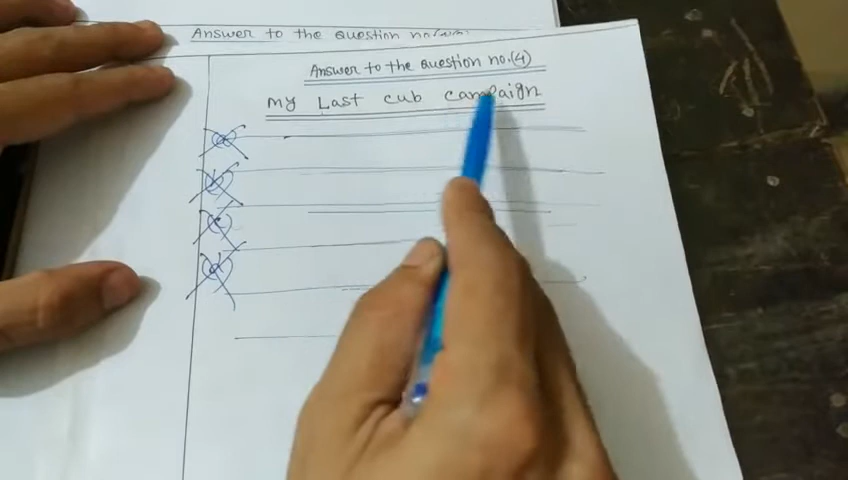 Answer to the question no
Answer to the question no.(4)
my Last cub campaign